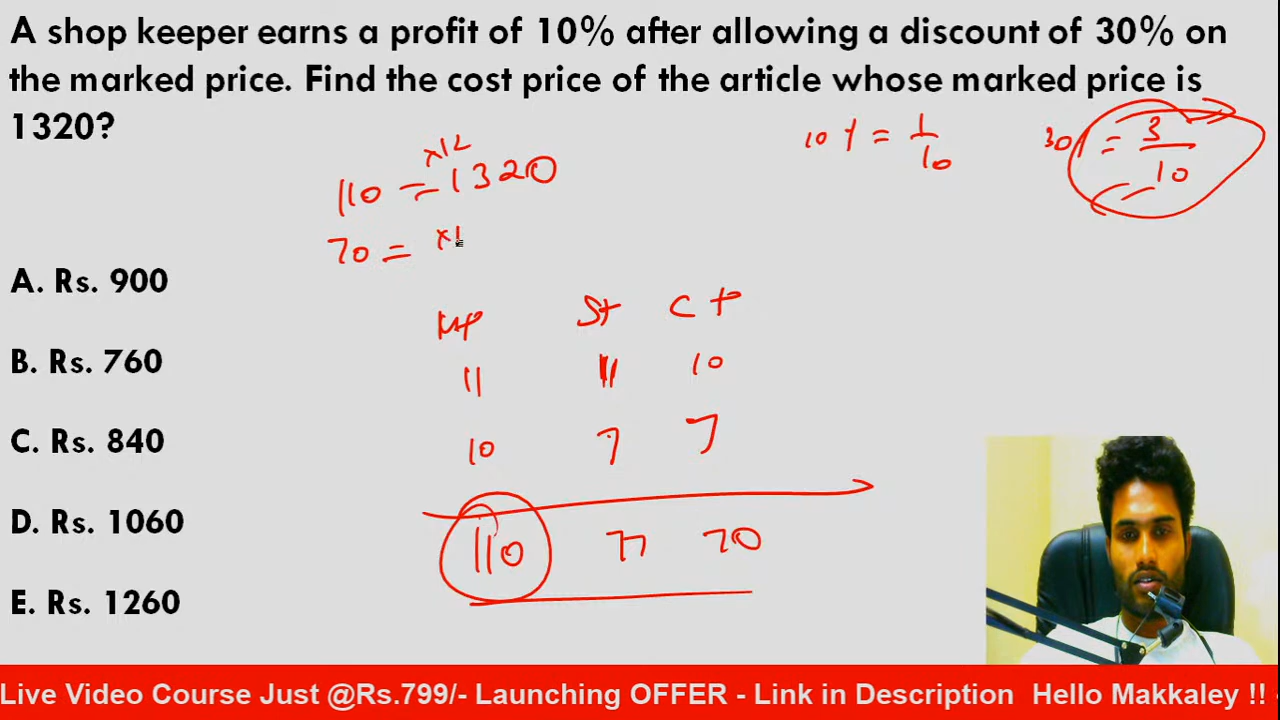 A shop keeper earns a profit of 10% after allowing a discount of 30% on
the marked price. Find the cost price of the article whose marked price is
1320?
10 % = 1/10
30 % = 3/10
×12
110 = 1320
×1
70 =
A. Rs. 900
MP SP CP
B. Rs. 760
11 11 10
C. Rs. 840
10 7 7
D. Rs. 1060
110 77 70
E. Rs. 1260
Live Video Course Just @Rs.799/- Launching OFFER - Link in Description Hello Makkaley !!